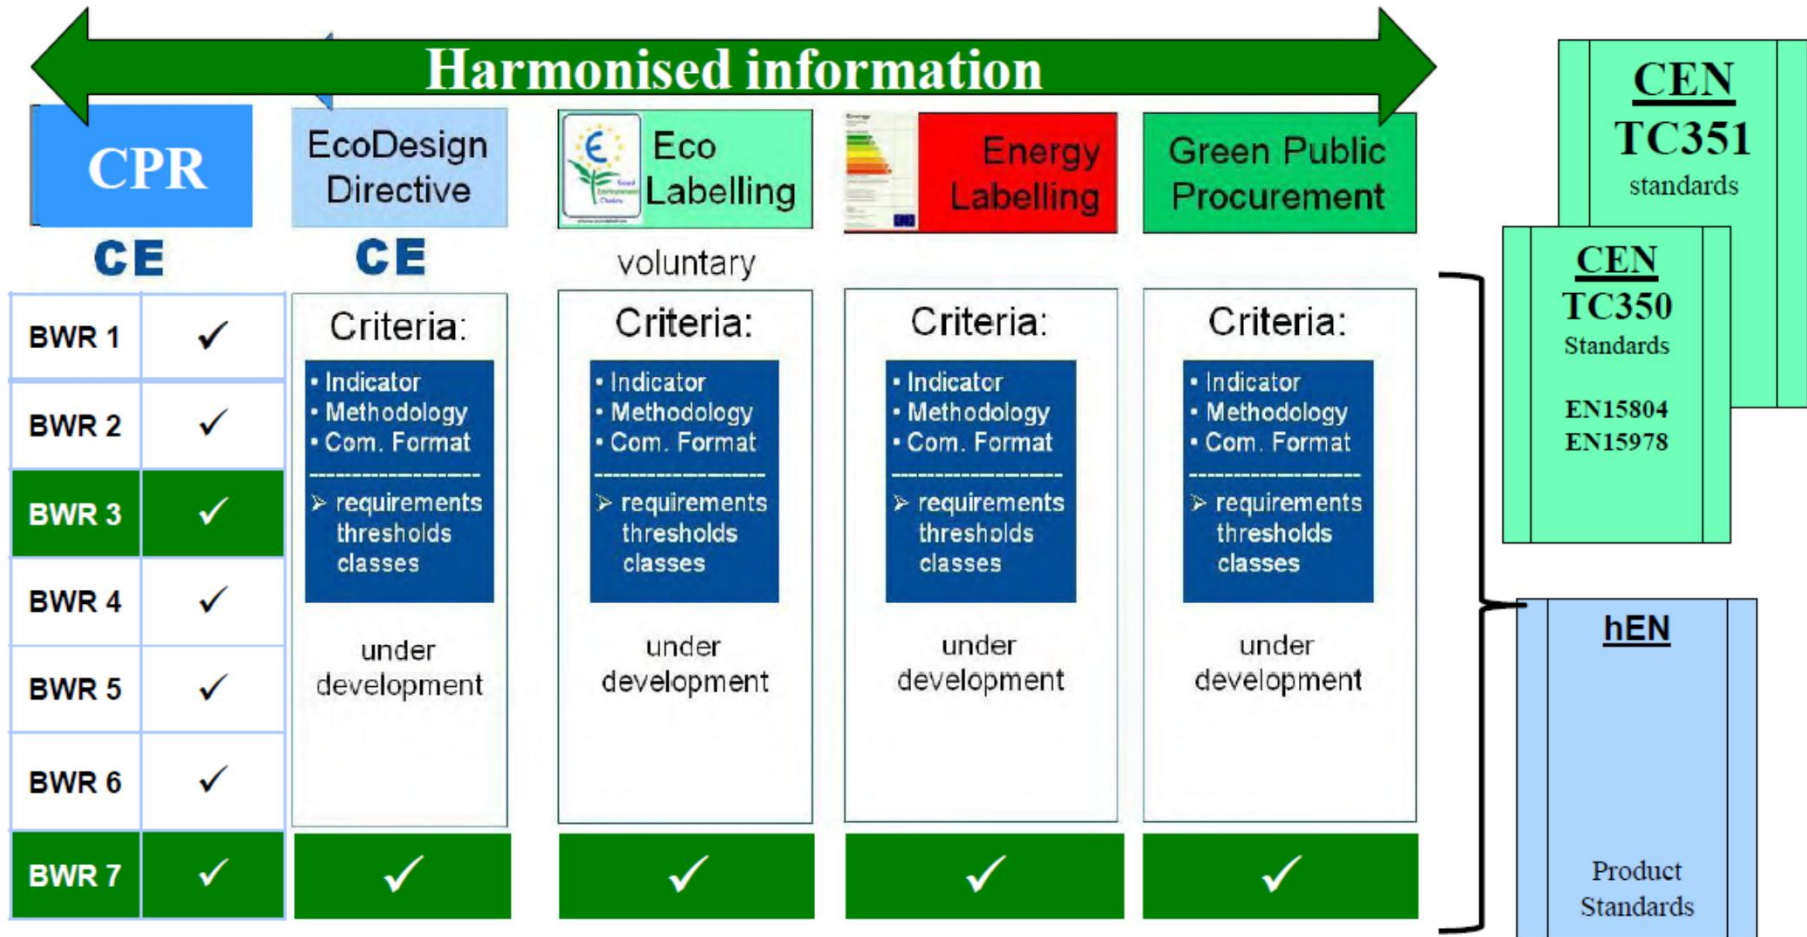 Harmonised information
CPR
CE
BWR 1 ✓
BWR 2 ✓
BWR 3 ✓
BWR 4 ✓
BWR 5 ✓
BWR 6 ✓
BWR 7 ✓
EcoDesign
Directive
CE
Criteria:
• Indicator
• Methodology
• Com. Format
--------------------
➢ requirements
thresholds
classes
under
development
✓
Eco
Labelling
voluntary
Criteria:
• Indicator
• Methodology
• Com. Format
--------------------
➢ requirements
thresholds
classes
under
development
✓
Energy
Energy
Labelling
Criteria:
• Indicator
• Methodology
• Com. Format
--------------------
➢ requirements
thresholds
classes
under
development
✓
Green Public
Procurement
Criteria:
• Indicator
• Methodology
• Com. Format
--------------------
➢ requirements
thresholds
classes
under
development
✓
CEN
TC351
standards
CEN
TC350
Standards
EN15804
EN15978
hEN
Product
Standards